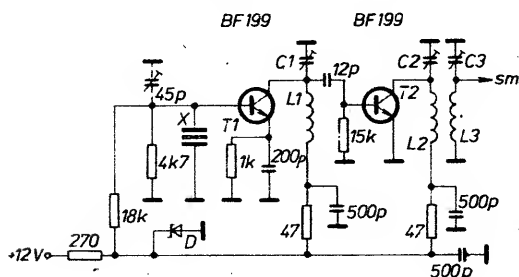 BF199 BF199
C1 C2 C3
45p 12p sm
X T1 L1 T2
15k L2 L3
4k7 1k 200p
500p 500p
18k 47 47
+12V 270 D
500p